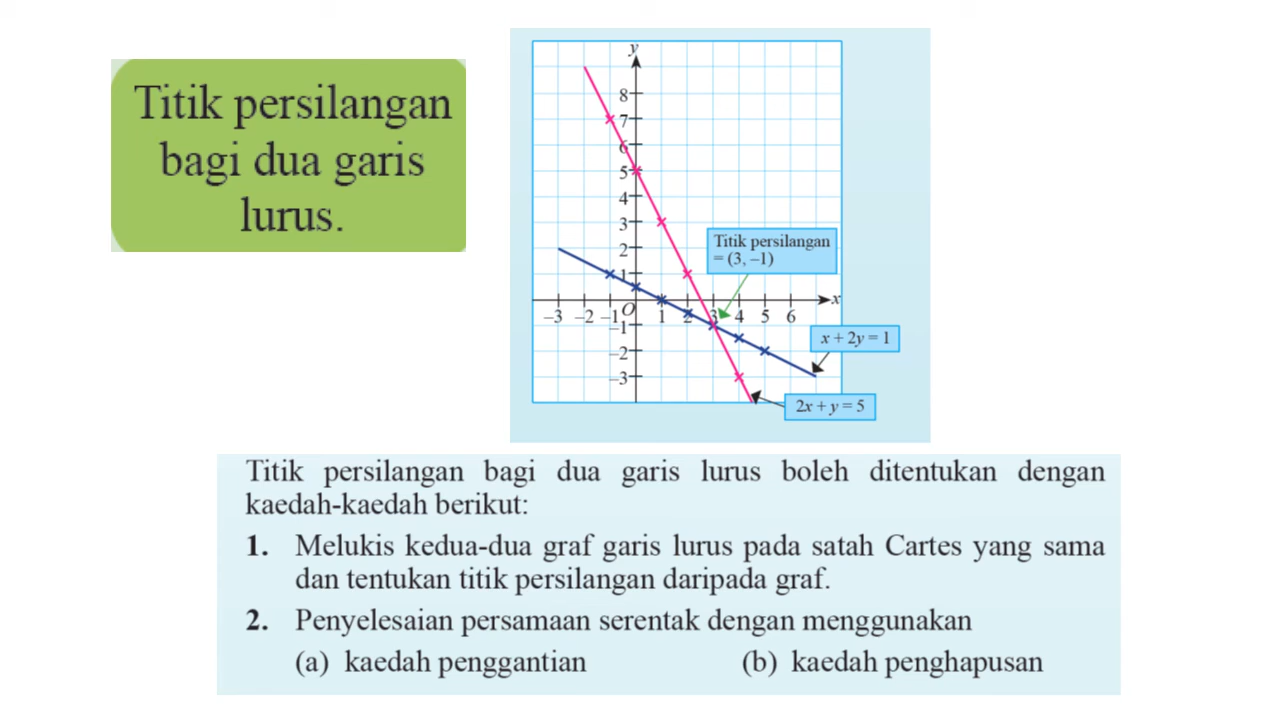 Titik persilangan
bagi dua garis
lurus.
y
8
7
6
5
4
3
2
1
Titik persilangan
= (3, –1)
–3 –2 –1 O 1 2 3 4 5 6 x
–1
–2
–3
x + 2y = 1
2x + y = 5
Titik persilangan bagi dua garis lurus boleh ditentukan dengan
kaedah-kaedah berikut:
1. Melukis kedua-dua graf garis lurus pada satah Cartes yang sama
dan tentukan titik persilangan daripada graf.
2. Penyelesaian persamaan serentak dengan menggunakan
(a) kaedah penggantian (b) kaedah penghapusan